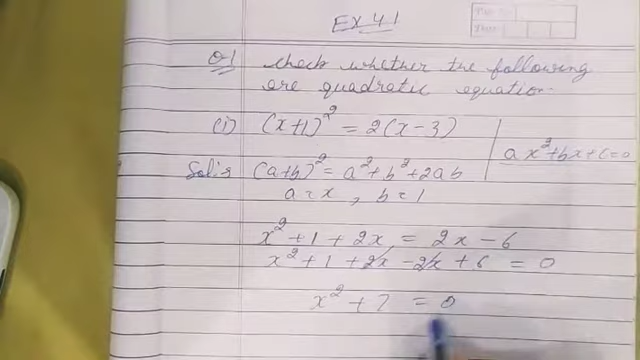 Ex 4.1
Q1 check whether the following
are quadratic equation.
(i) (x+1)² = 2(x-3)
ax²+bx+c=0
Sol:- (a+b)² = a²+b²+2ab
a = x , b = 1
x²+1+2x = 2x-6
x²+1+2x-2x+6 = 0
x²+7 = 0